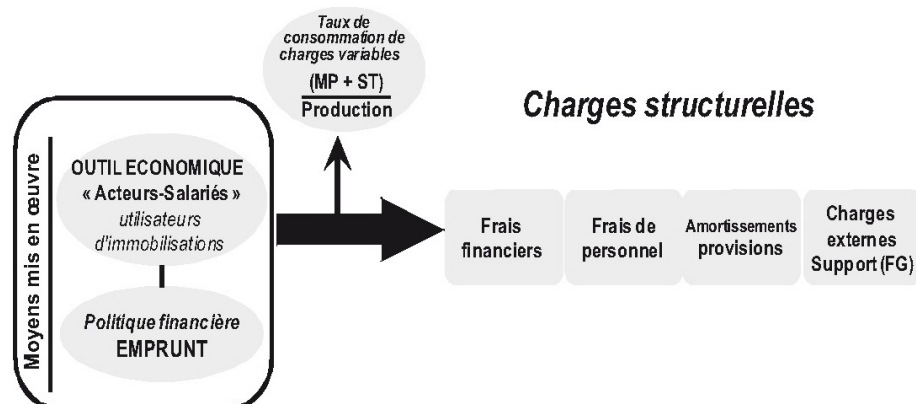 Taux de
consommation de
charges variables
(MP + ST)
Production
Charges structurelles
Moyens mis en œuvre
OUTIL ECONOMIQUE
« Acteurs-Salariés »
utilisateurs
d'immobilisations
Politique financière
EMPRUNT
Frais
financiers
Frais de
personnel
Amortissements
provisions
Charges
externes
Support (FG)